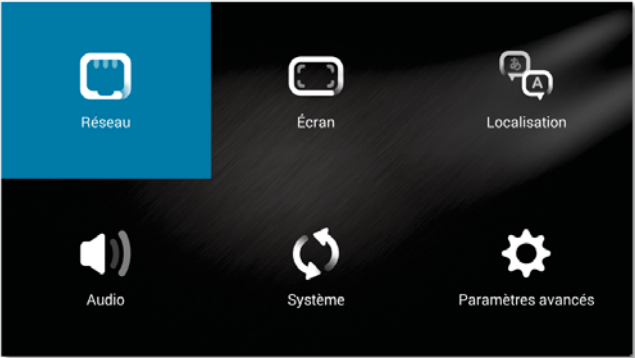 Réseau
Écran
Localisation
Audio
Système
Paramètres avancés